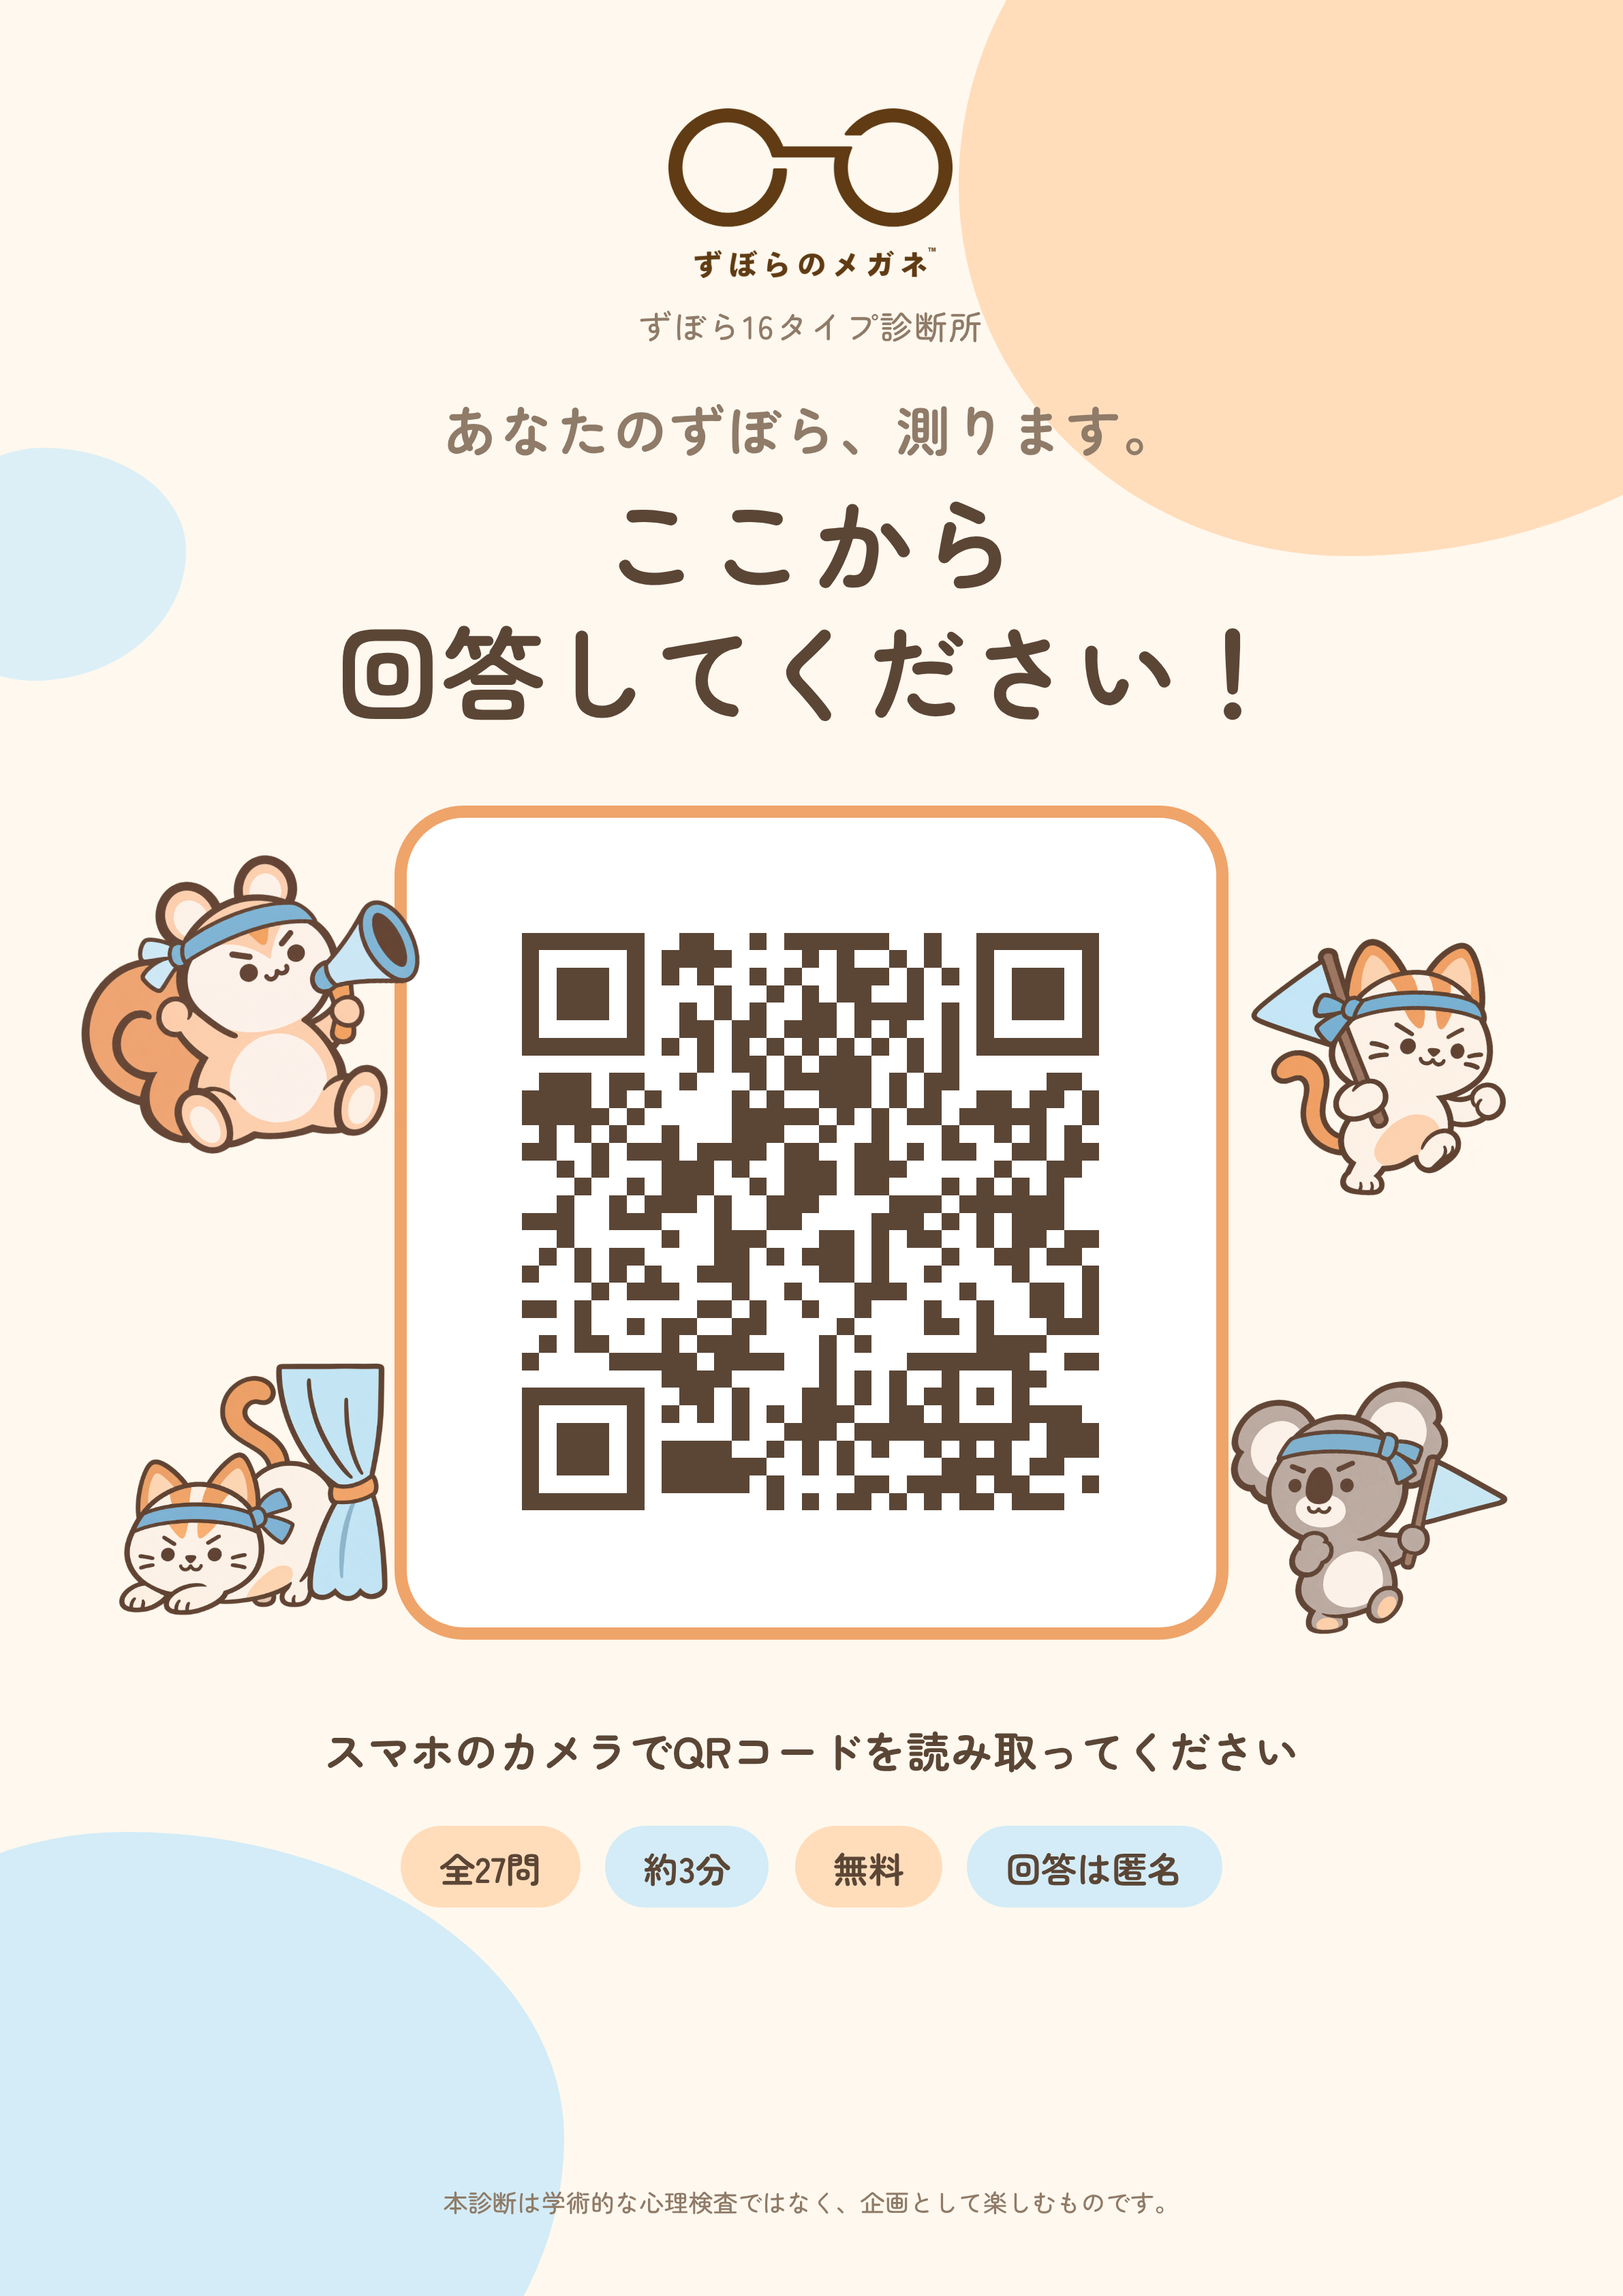 ずぼらのメガネ™
ずぼら16タイプ診断所
あなたのずぼら、測ります。
ここから
回答してください！
スマホのカメラでQRコードを読み取ってください
全27問
約3分
無料
回答は匿名
本診断は学術的な心理検査ではなく、企画として楽しむものです。